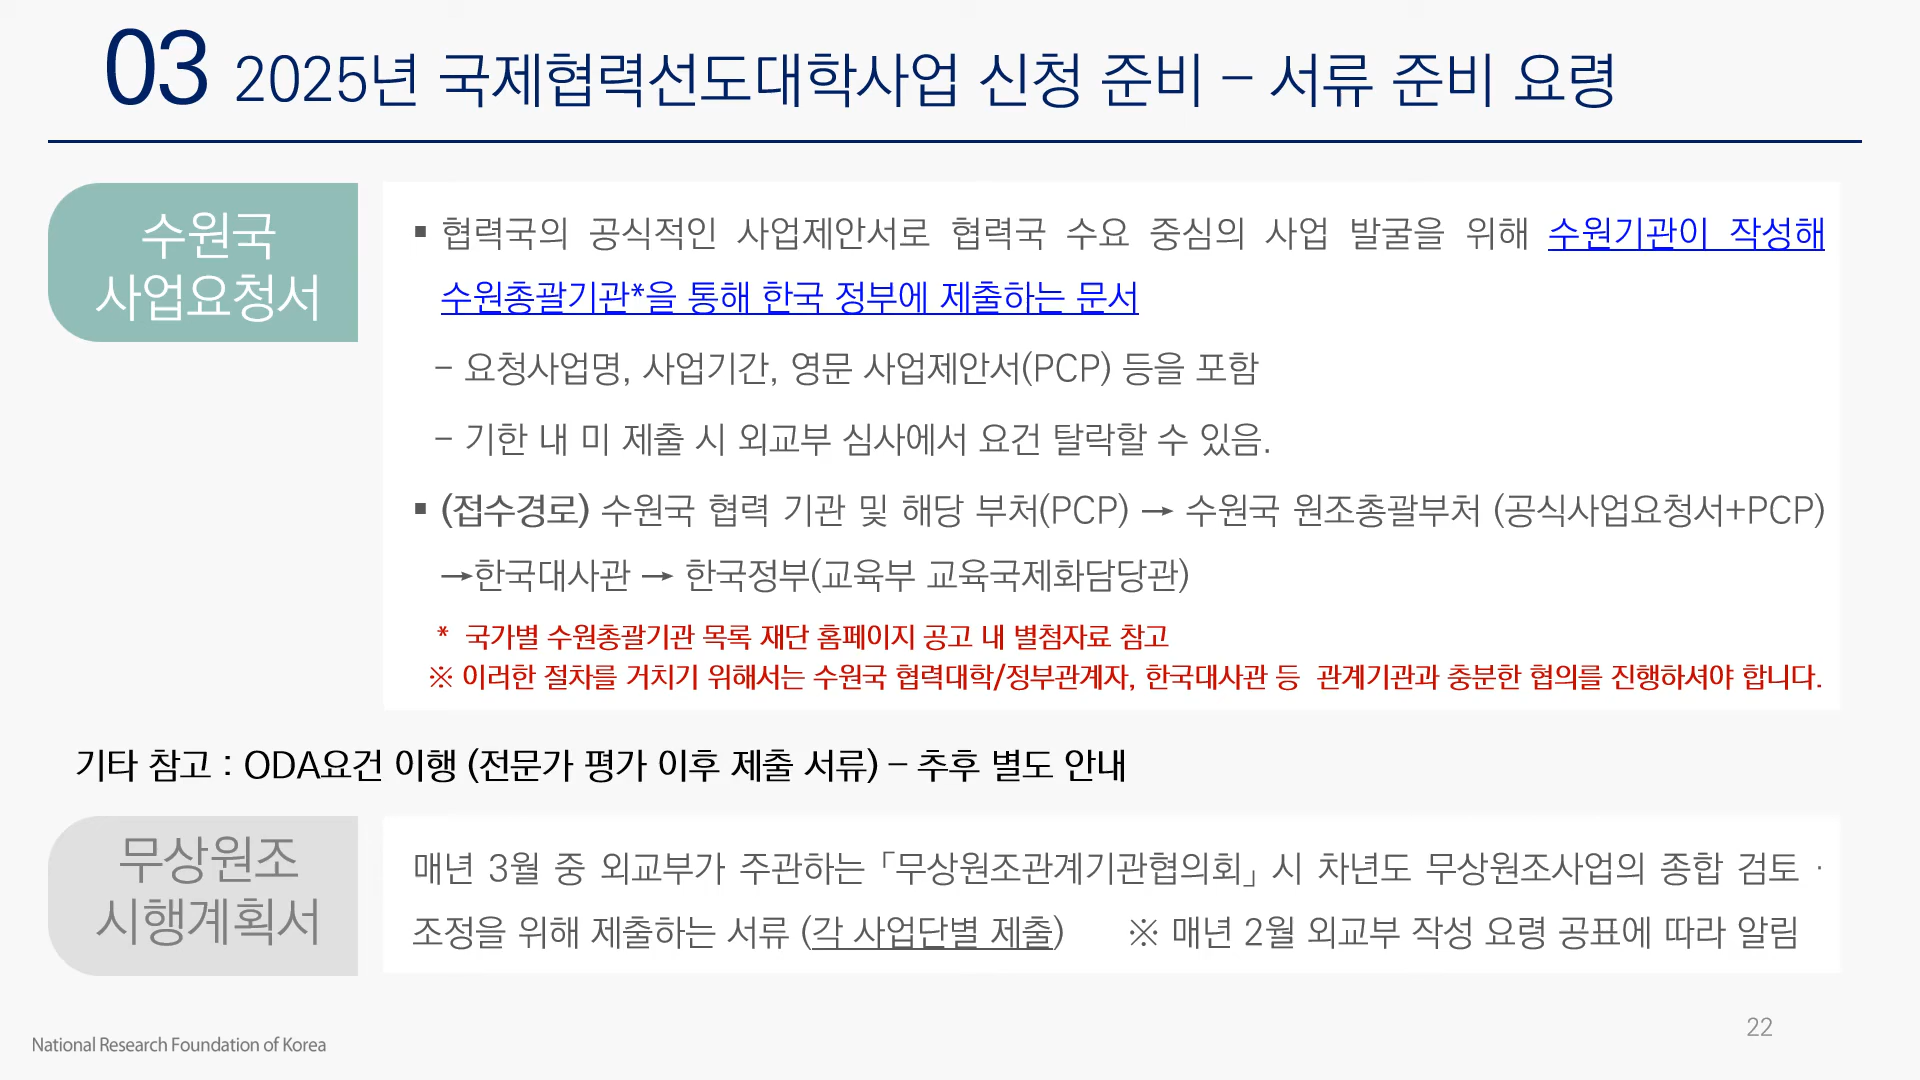 03 2025년 국제협력선도대학사업 신청 준비 – 서류 준비 요령
수원국
사업요청서
▪ 협력국의 공식적인 사업제안서로 협력국 수요 중심의 사업 발굴을 위해 수원기관이 작성해
수원총괄기관*을 통해 한국 정부에 제출하는 문서
– 요청사업명, 사업기간, 영문 사업제안서(PCP) 등을 포함
– 기한 내 미 제출 시 외교부 심사에서 요건 탈락할 수 있음.
▪ (접수경로) 수원국 협력 기관 및 해당 부처(PCP) → 수원국 원조총괄부처 (공식사업요청서+PCP)
→한국대사관 → 한국정부(교육부 교육국제화담당관)
* 국가별 수원총괄기관 목록 재단 홈페이지 공고 내 별첨자료 참고
※ 이러한 절차를 거치기 위해서는 수원국 협력대학/정부관계자, 한국대사관 등 관계기관과 충분한 협의를 진행하셔야 합니다.
기타 참고 : ODA요건 이행 (전문가 평가 이후 제출 서류) – 추후 별도 안내
무상원조
시행계획서
매년 3월 중 외교부가 주관하는「무상원조관계기관협의회」시 차년도 무상원조사업의 종합 검토 ·
조정을 위해 제출하는 서류 (각 사업단별 제출) ※ 매년 2월 외교부 작성 요령 공표에 따라 알림
National Research Foundation of Korea
22